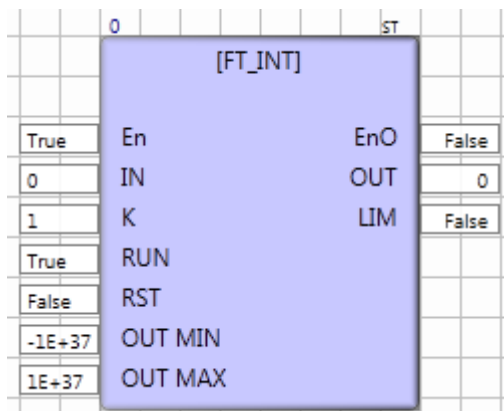 0 ST
[FT_INT]
True En EnO False
0 IN OUT 0
1 K LIM False
True RUN
False RST
-1E+37 OUT MIN
1E+37 OUT MAX